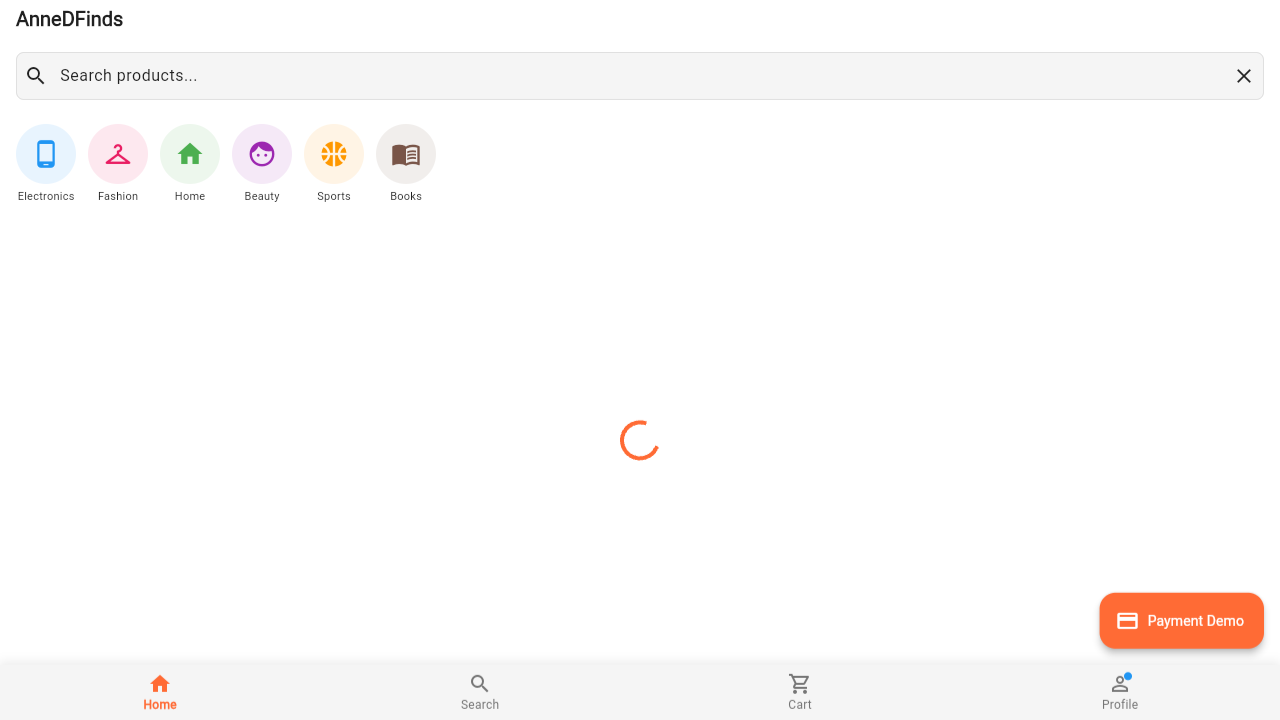 AnneDFinds
Search products...
Electronics
Fashion
Home
Beauty
Sports
Books
Payment Demo
Home
Search
Cart
Profile